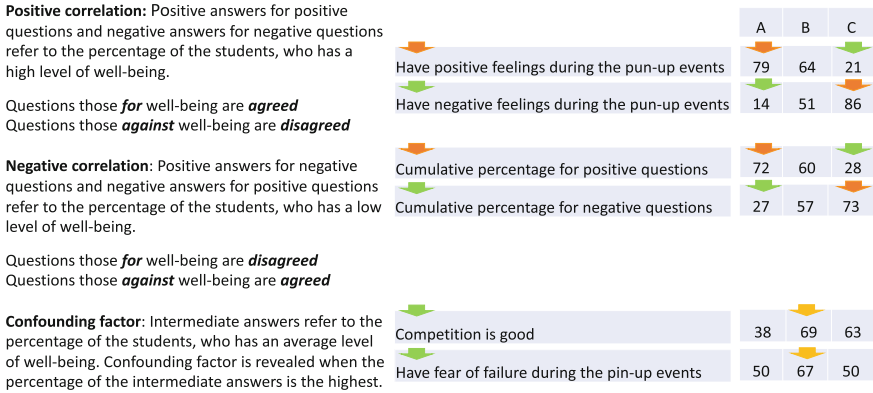 Positive correlation: Positive answers for positive
questions and negative answers for negative questions
refer to the percentage of the students, who has a
high level of well-being.
Questions those for well-being are agreed
Questions those against well-being are disagreed
Negative correlation: Positive answers for negative
questions and negative answers for positive questions
refer to the percentage of the students, who has a low
level of well-being.
Questions those for well-being are disagreed
Questions those against well-being are agreed
Confounding factor: Intermediate answers refer to the
percentage of the students, who has an average level
of well-being. Confounding factor is revealed when the
percentage of the intermediate answers is the highest.
A B C
Have positive feelings during the pun-up events 79 64 21
Have negative feelings during the pun-up events 14 51 86
Cumulative percentage for positive questions 72 60 28
Cumulative percentage for negative questions 27 57 73
Competition is good 38 69 63
Have fear of failure during the pin-up events 50 67 50